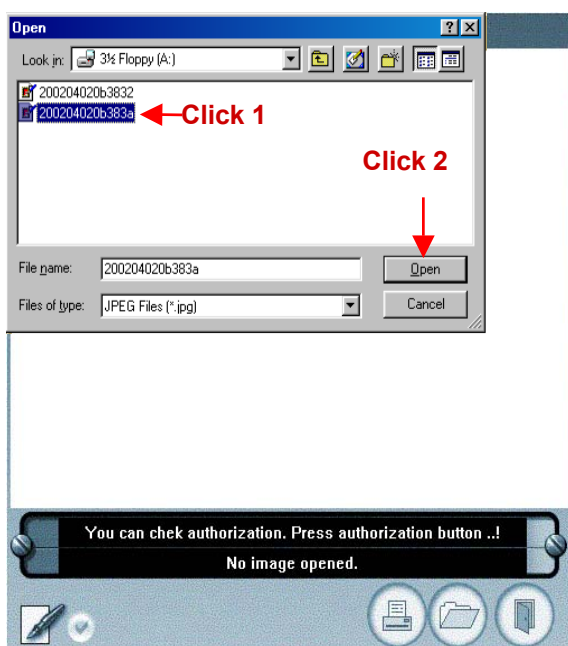 Open
Look in: 3½ Floppy (A:)
200204020b3832
200204020b383a
Click 1
Click 2
File name: 200204020b383a Open
Files of type: JPEG Files (*.jpg) Cancel
You can chek authorization. Press authorization button ..!
No image opened.